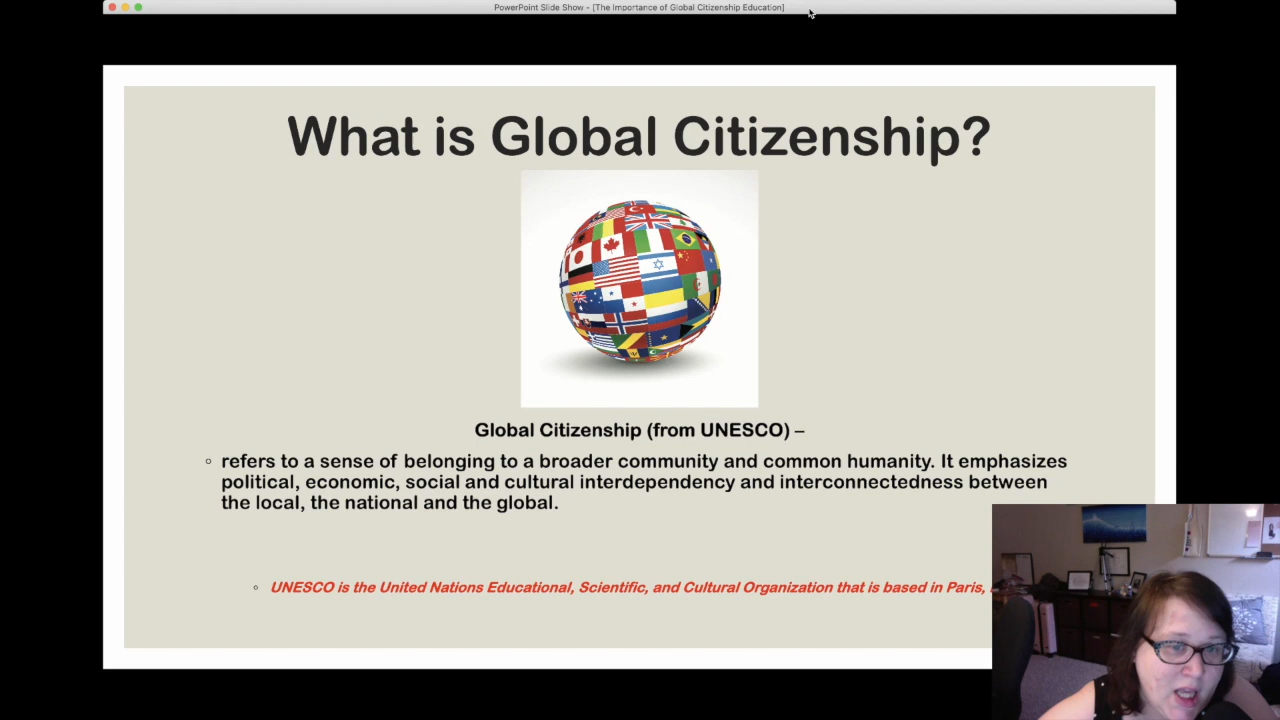 PowerPoint Slide Show - [The Importance of Global Citizenship Education]
What is Global Citizenship?
Global Citizenship (from UNESCO) –
◦ refers to a sense of belonging to a broader community and common humanity. It emphasizes
political, economic, social and cultural interdependency and interconnectedness between
the local, the national and the global.
◦ UNESCO is the United Nations Educational, Scientific, and Cultural Organization that is based in Paris,